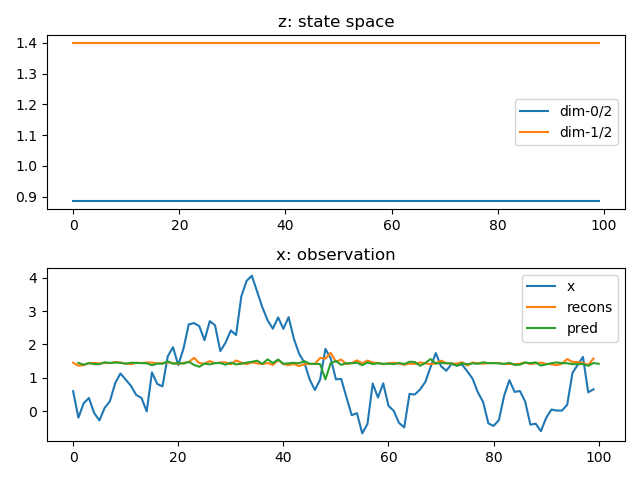 z: state space
1.4
1.3
1.2
1.1
1.0
0.9
dim-0/2
dim-1/2
0 20 40 60 80 100
x: observation
4
3
2
1
0
x
recons
pred
0 20 40 60 80 100